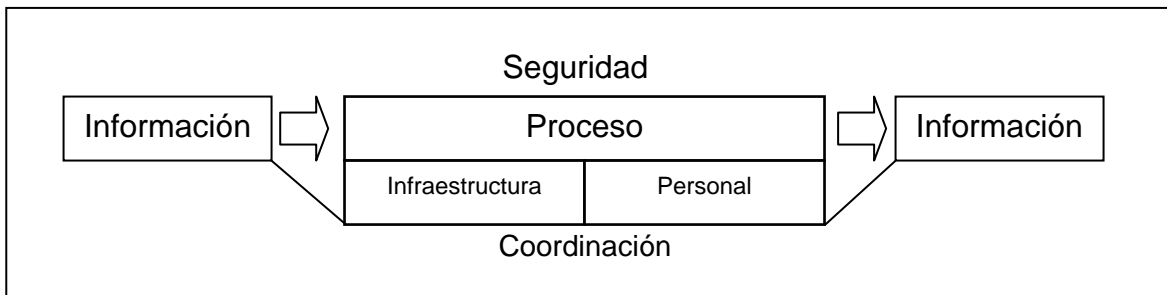 Seguridad
Información
Proceso
Información
Infraestructura
Personal
Coordinación